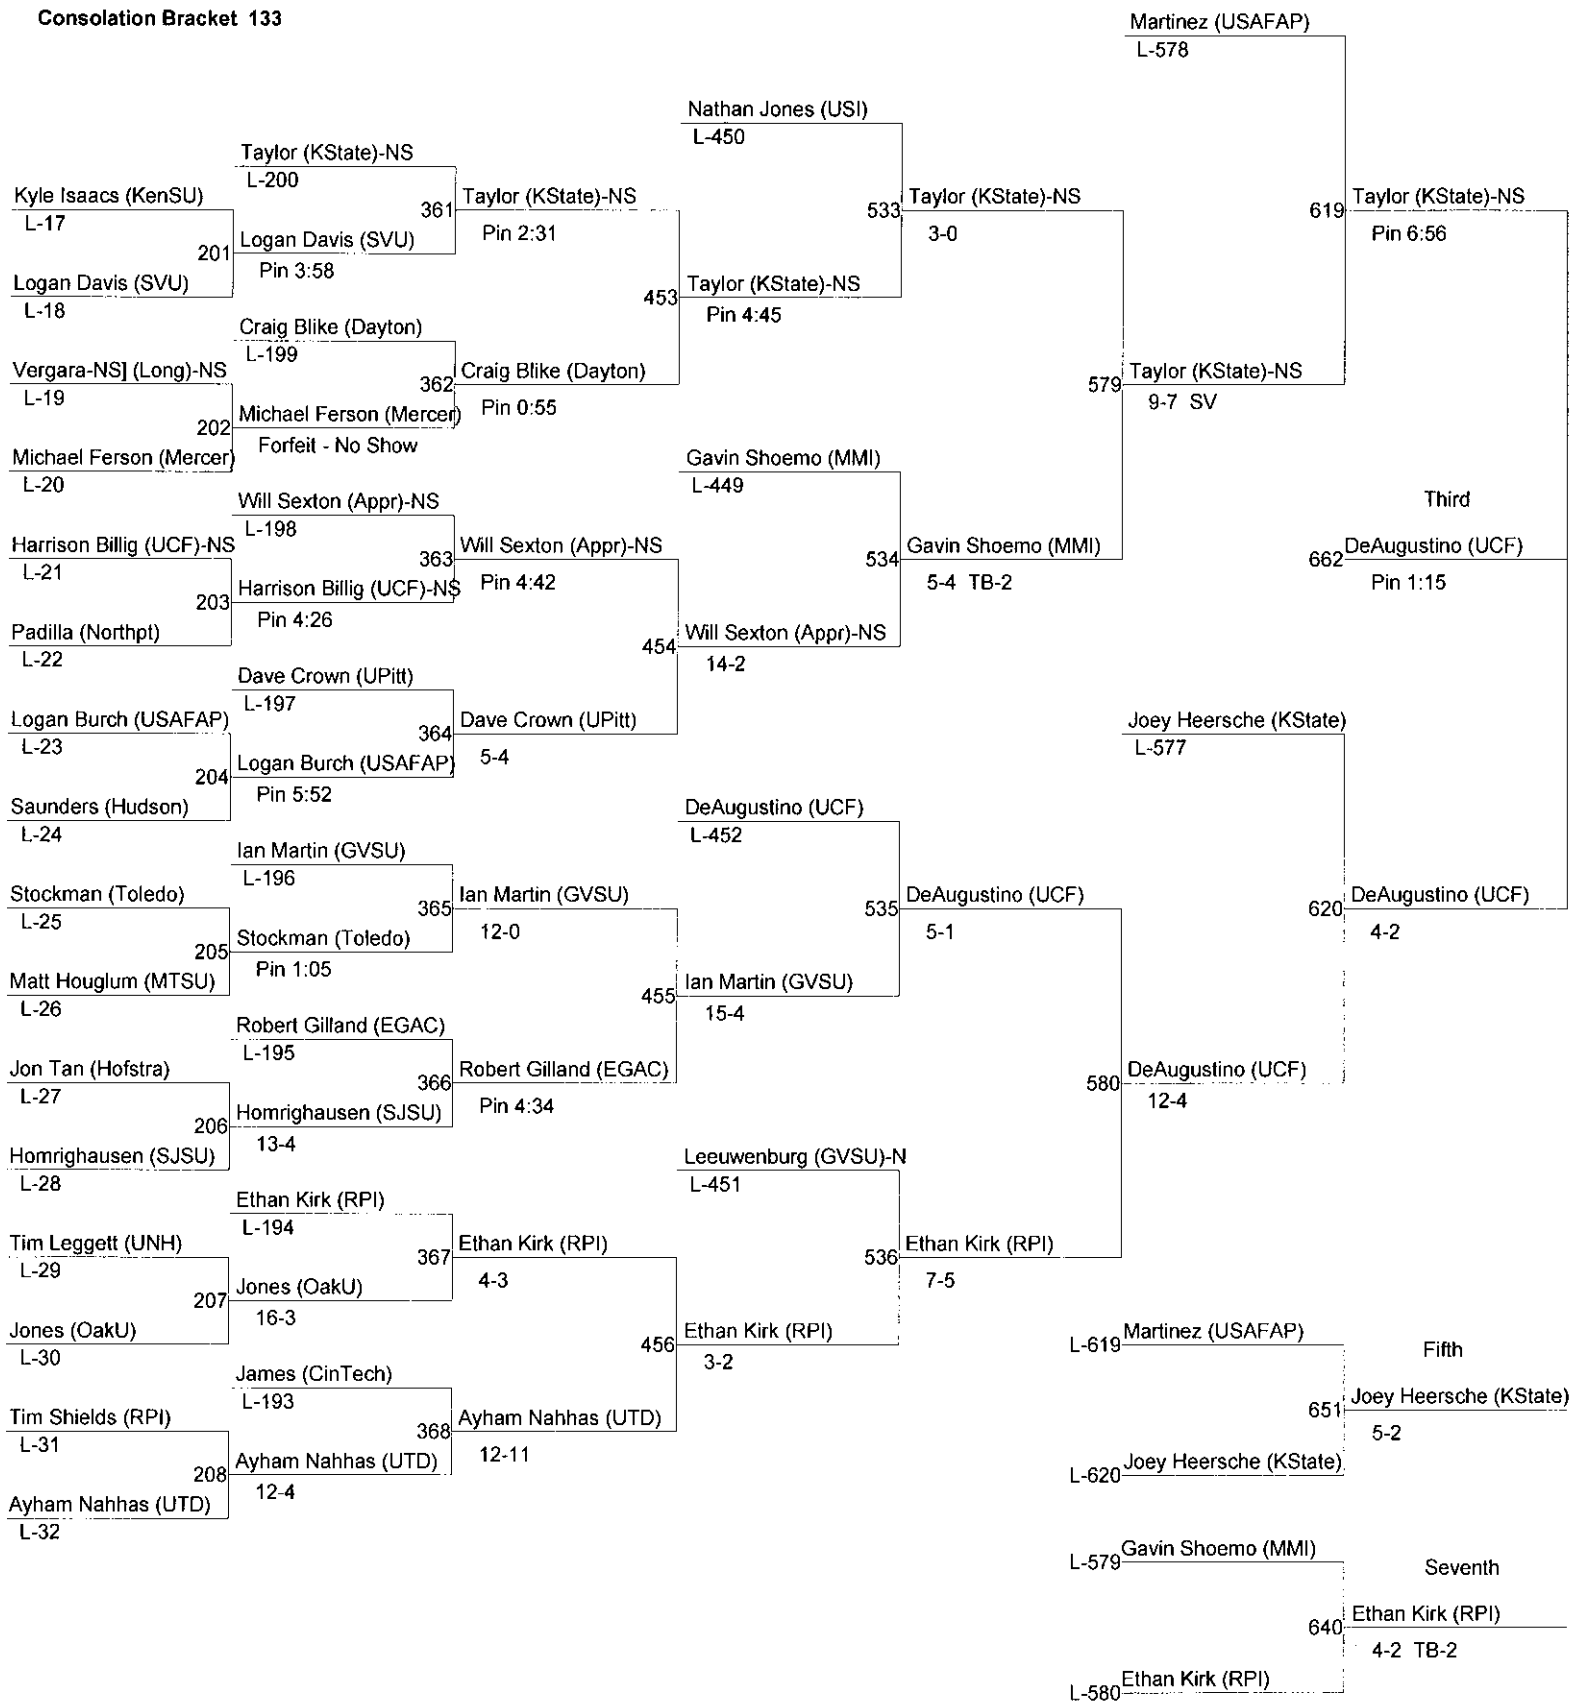 Consolation Bracket 133
Kyle Isaacs (KenSU)
L-17
201
Logan Davis (SVU)
L-18
Vergara-NS] (Long)-NS
L-19
202
Michael Ferson (Mercer)
L-20
Harrison Billig (UCF)-NS
L-21
203
Padilla (Northpt)
L-22
Logan Burch (USAFAP)
L-23
204
Saunders (Hudson)
L-24
Stockman (Toledo)
L-25
205
Matt Houglum (MTSU)
L-26
Jon Tan (Hofstra)
L-27
206
Homrighausen (SJSU)
L-28
Tim Leggett (UNH)
L-29
207
Jones (OakU)
L-30
Tim Shields (RPI)
L-31
208
Ayham Nahhas (UTD)
L-32
Taylor (KState)-NS
L-200
361
Logan Davis (SVU)
Pin 3:58
Craig Blike (Dayton)
L-199
362
Michael Ferson (Mercer)
Forfeit - No Show
Will Sexton (Appr)-NS
L-198
363
Harrison Billig (UCF)-NS
Pin 4:26
Dave Crown (UPitt)
L-197
364
Logan Burch (USAFAP)
Pin 5:52
Ian Martin (GVSU)
L-196
365
Stockman (Toledo)
Pin 1:05
Robert Gilland (EGAC)
L-195
366
Homrighausen (SJSU)
13-4
Ethan Kirk (RPI)
L-194
367
Jones (OakU)
16-3
James (CinTech)
L-193
368
Ayham Nahhas (UTD)
12-4
Taylor (KState)-NS
Pin 2:31
453
Craig Blike (Dayton)
Pin 0:55
Will Sexton (Appr)-NS
Pin 4:42
454
Dave Crown (UPitt)
5-4
Ian Martin (GVSU)
12-0
455
Robert Gilland (EGAC)
Pin 4:34
Ethan Kirk (RPI)
4-3
456
Ayham Nahhas (UTD)
12-11
Nathan Jones (USI)
L-450
533
Taylor (KState)-NS
Pin 4:45
Gavin Shoemo (MMI)
L-449
534
Will Sexton (Appr)-NS
14-2
DeAugustino (UCF)
L-452
535
Ian Martin (GVSU)
15-4
Leeuwenburg (GVSU)-N
L-451
536
Ethan Kirk (RPI)
3-2
Taylor (KState)-NS
3-0
579
Gavin Shoemo (MMI)
5-4 TB-2
DeAugustino (UCF)
5-1
580
Ethan Kirk (RPI)
7-5
Martinez (USAFAP)
L-578
619
Taylor (KState)-NS
9-7 SV
Joey Heersche (KState)
L-577
620
DeAugustino (UCF)
12-4
Taylor (KState)-NS
Pin 6:56
Third
662
DeAugustino (UCF)
Pin 1:15
DeAugustino (UCF)
4-2
L-619
Martinez (USAFAP)
Fifth
651
Joey Heersche (KState)
5-2
L-620
Joey Heersche (KState)
L-579
Gavin Shoemo (MMI)
Seventh
640
Ethan Kirk (RPI)
4-2 TB-2
L-580
Ethan Kirk (RPI)